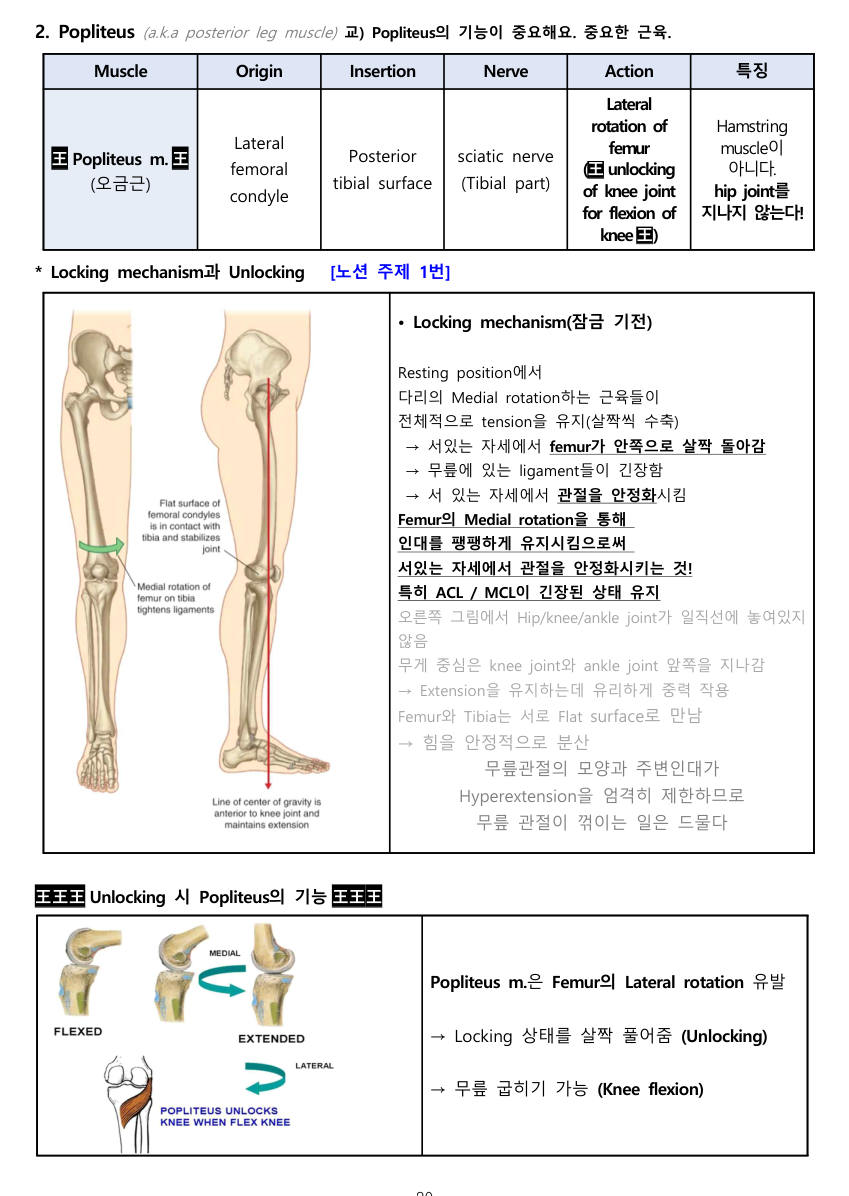 2. Popliteus (a.k.a posterior leg muscle) 교) Popliteus의 기능이 중요해요. 중요한 근육.
Muscle Origin Insertion Nerve Action 특징
王 Popliteus m. 王
(오금근)
Lateral
femoral
condyle
Posterior
tibial surface
sciatic nerve
(Tibial part)
Lateral
rotation of
femur
(王 unlocking
of knee joint
for flexion of
knee 王)
Hamstring
muscle이
아니다.
hip joint를
지나지 않는다!
* Locking mechanism과 Unlocking [노션 주제 1번]
Flat surface of
femoral condyles
is in contact with
tibia and stabilizes
joint
Medial rotation of
femur on tibia
tightens ligaments
Line of center of gravity is
anterior to knee joint and
maintains extension
• Locking mechanism(잠금 기전)
Resting position에서
다리의 Medial rotation하는 근육들이
전체적으로 tension을 유지(살짝씩 수축)
→ 서있는 자세에서 femur가 안쪽으로 살짝 돌아감
→ 무릎에 있는 ligament들이 긴장함
→ 서 있는 자세에서 관절을 안정화시킴
Femur의 Medial rotation을 통해
인대를 팽팽하게 유지시킴으로써
서있는 자세에서 관절을 안정화시키는 것!
특히 ACL / MCL이 긴장된 상태 유지
오른쪽 그림에서 Hip/knee/ankle joint가 일직선에 놓여있지
않음
무게 중심은 knee joint와 ankle joint 앞쪽을 지나감
→ Extension을 유지하는데 유리하게 중력 작용
Femur와 Tibia는 서로 Flat surface로 만남
→ 힘을 안정적으로 분산
무릎관절의 모양과 주변인대가
Hyperextension을 엄격히 제한하므로
무릎 관절이 꺾이는 일은 드물다
王王王 Unlocking 시 Popliteus의 기능 王王王
MEDIAL
FLEXED
EXTENDED
LATERAL
POPLITEUS UNLOCKS
KNEE WHEN FLEX KNEE
Popliteus m.은 Femur의 Lateral rotation 유발
→ Locking 상태를 살짝 풀어줌 (Unlocking)
→ 무릎 굽히기 가능 (Knee flexion)